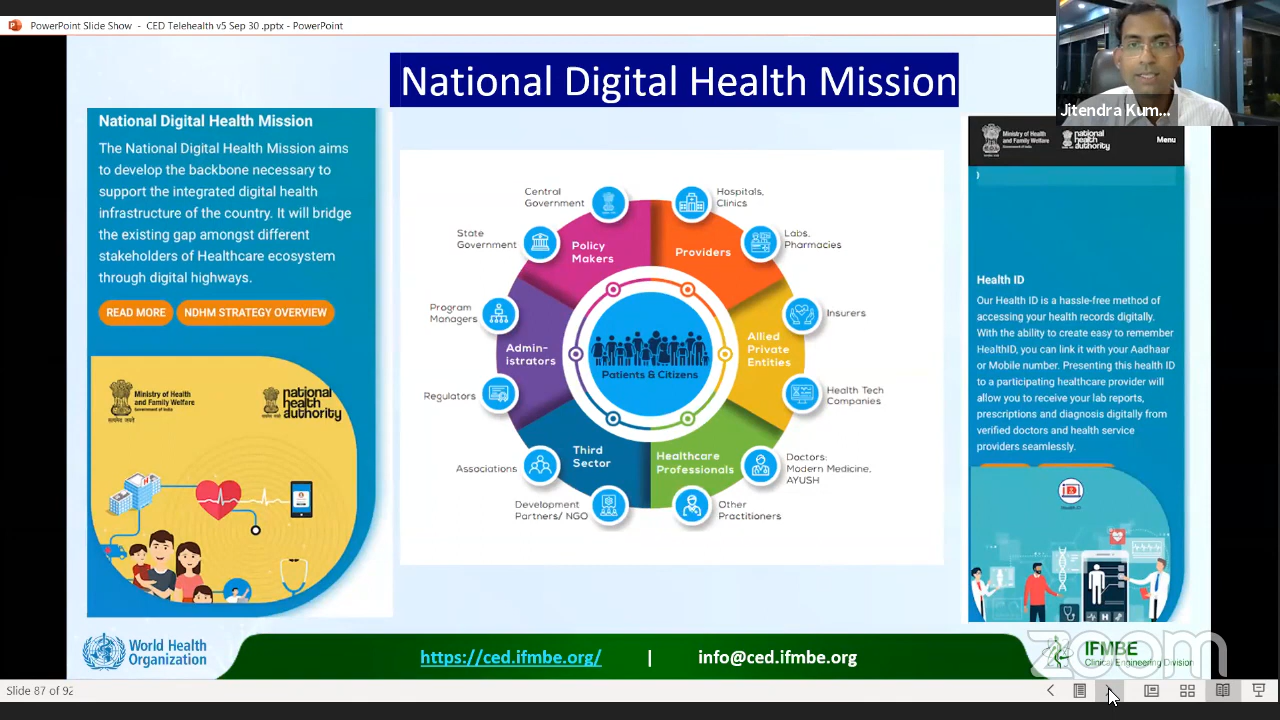 PowerPoint Slide Show - CED Telehealth v5 Sep 30 .pptx - PowerPoint
National Digital Health Mission
Jitendra Kum...
National Digital Health Mission
The National Digital Health Mission aims
to develop the backbone necessary to
support the integrated digital health
infrastructure of the country. It will bridge
the existing gap amongst different
stakeholders of Healthcare ecosystem
through digital highways.
READ MORE
NDHM STRATEGY OVERVIEW
Ministry of Health
and Family Welfare
Government of India
national
health
authority
Central
Government
State
Government
Program
Managers
Regulators
Associations
Development
Partners/ NGO
Hospitals,
Clinics
Labs,
Pharmacies
Insurers
Health Tech
Companies
Doctors:
Modern Medicine,
AYUSH
Other
Practitioners
Policy
Makers
Providers
Admin-
istrators
Allied
Private
Entities
Third
Sector
Healthcare
Professionals
Patients & Citizens
Ministry of Health
and Family Welfare
Government of India
national
health
authority
Menu
Health ID
Our Health ID is a hassle-free method of
accessing your health records digitally.
With the ability to create easy to remember
HealthID, you can link it with your Aadhaar
or Mobile number. Presenting this health ID
to a participating healthcare provider will
allow you to receive your lab reports,
prescriptions and diagnosis digitally from
verified doctors and health service
providers seamlessly.
Health ID
World Health
Organization
https://ced.ifmbe.org/ | info@ced.ifmbe.org
IFMBE
Clinical Engineering Division
zoom
Slide 87 of 92